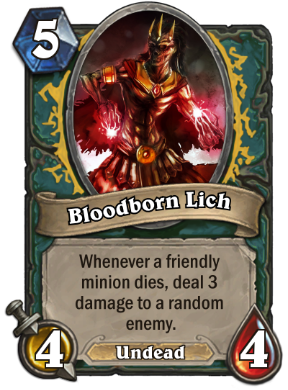 5
Bloodborn Lich
Whenever a friendly
minion dies, deal 3
damage to a random
enemy.
4 Undead 4